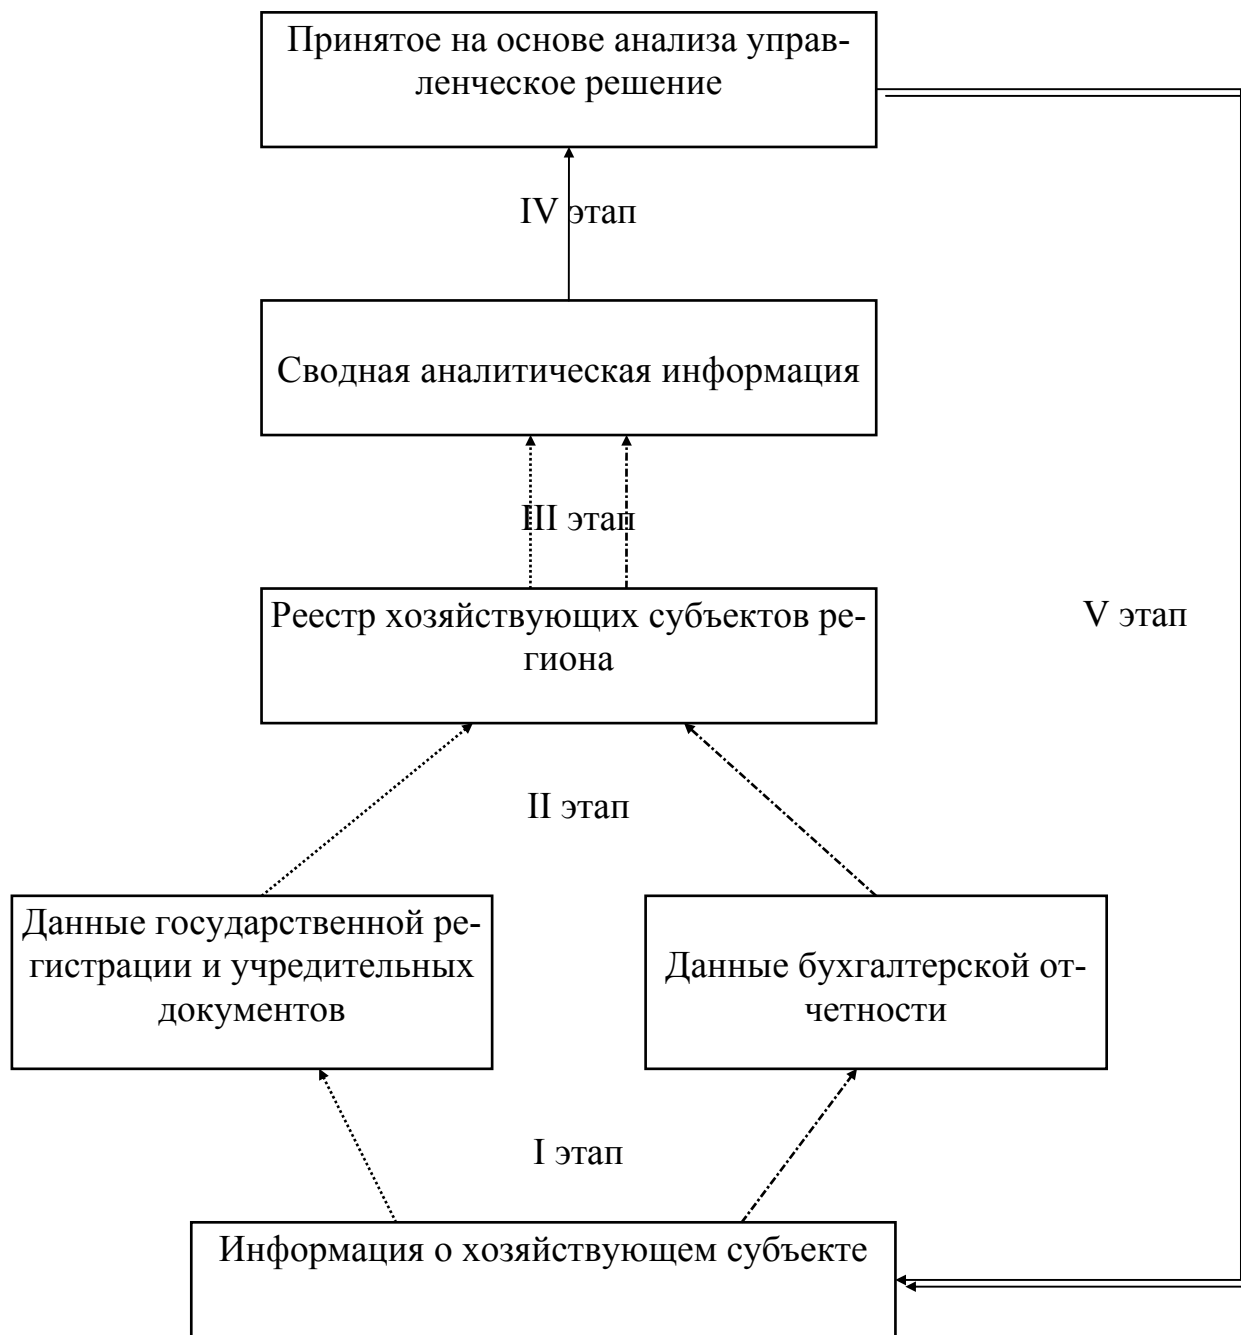 Принятое на основе анализа управ-
ленческое решение
IV этап
Сводная аналитическая информация
III этап
Реестр хозяйствующих субъектов ре-
гиона
V этап
II этап
Данные государственной ре-
гистрации и учредительных
документов
Данные бухгалтерской от-
четности
I этап
Информация о хозяйствующем субъекте